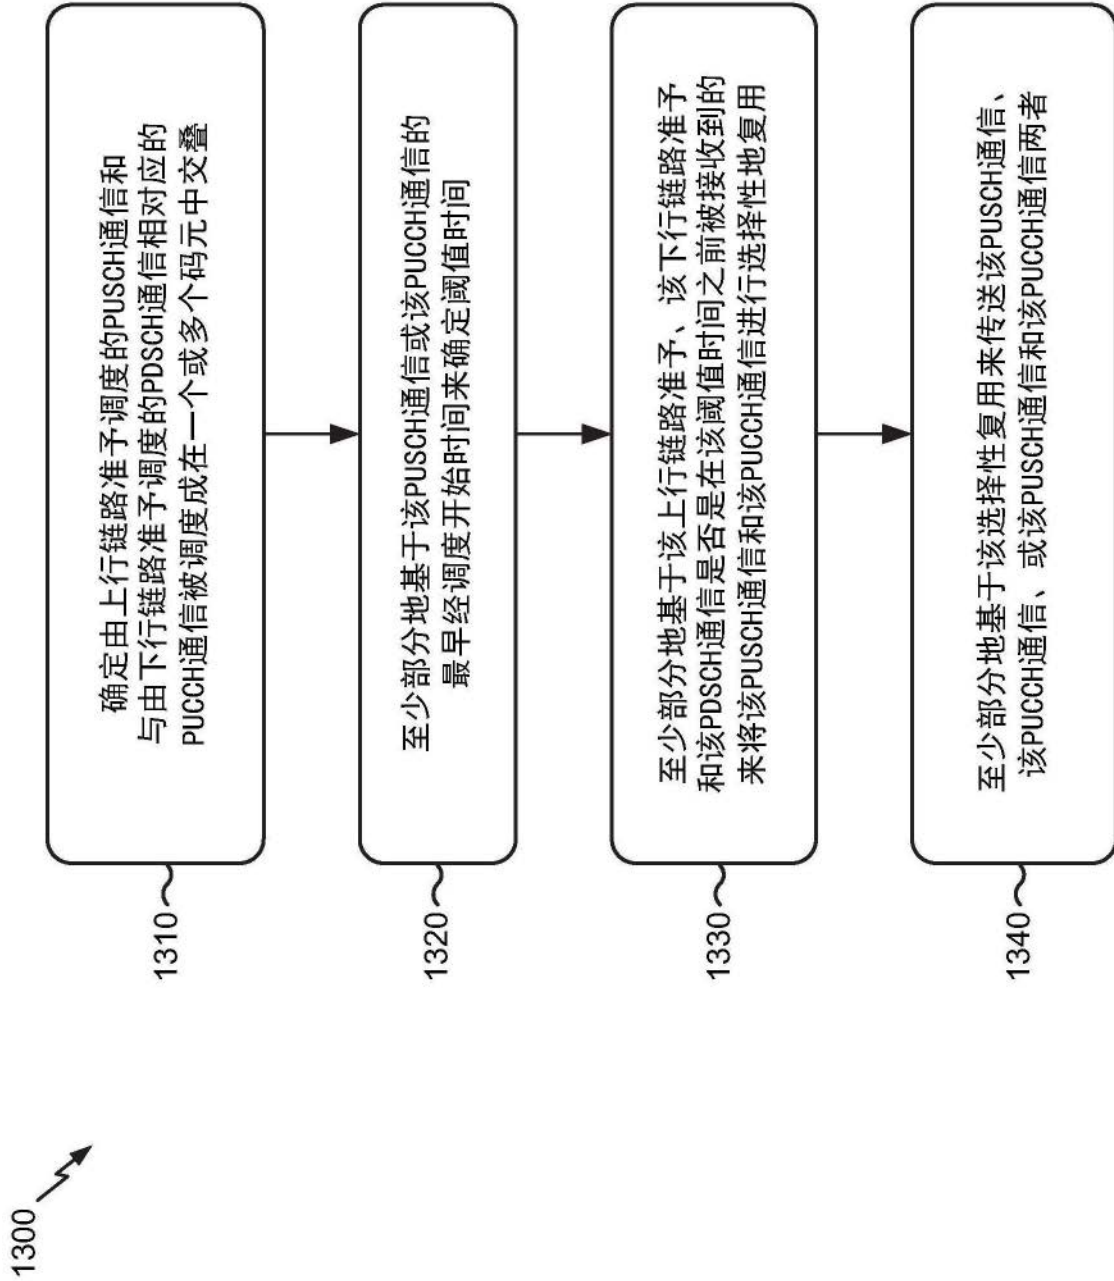 1300
1310
确定由上行链路准予调度的PUSCH通信和
与由下行链路准予调度的PDSCH通信相对应的
PUCCH通信被调度成在一个或多个码元中交叠
1320
至少部分地基于该PUSCH通信或该PUCCH通信的
最早经调度开始时间来确定阈值时间
1330
至少部分地基于该上行链路准予、该下行链路准予
和该PDSCH通信是否是在该阈值时间之前被接收到的
来将该PUSCH通信和该PUCCH通信进行选择性地复用
1340
至少部分地基于该选择性复用来传送该PUSCH通信、
该PUCCH通信、或该PUSCH通信和该PUCCH通信两者